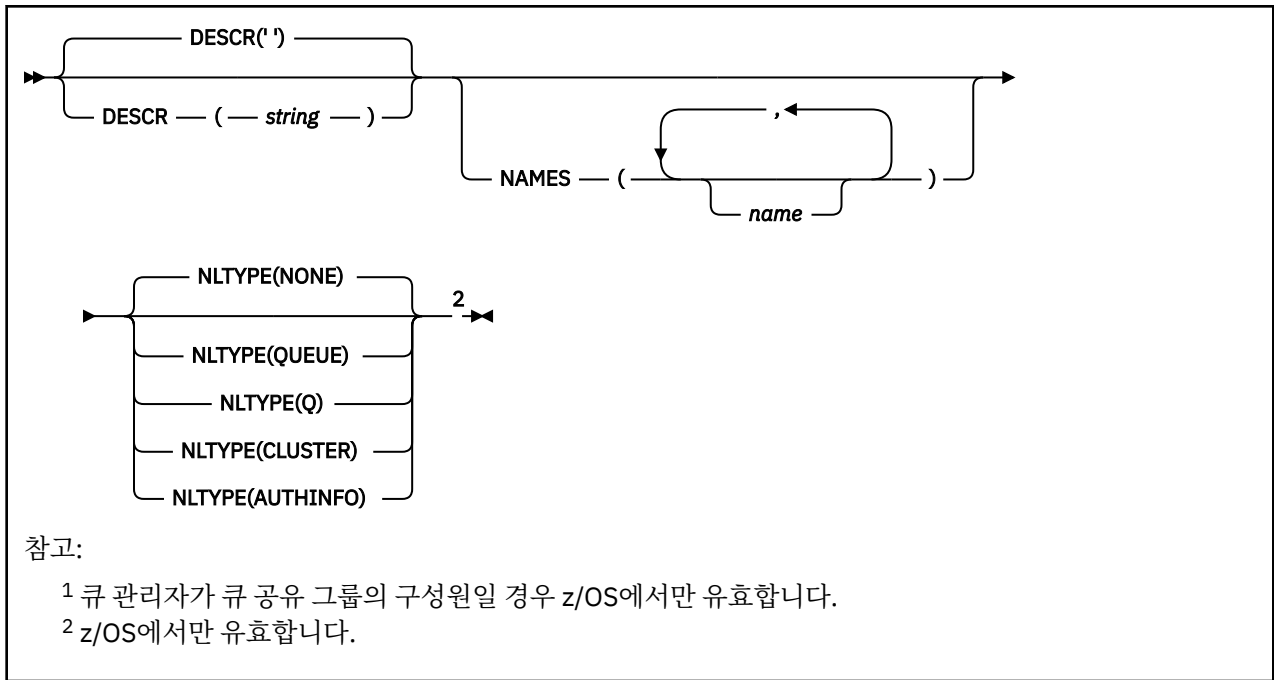 DESCR(' ')
DESCR ( string )
,
NAMES ( )
name
NLTYPE(NONE)
2
NLTYPE(QUEUE)
NLTYPE(Q)
NLTYPE(CLUSTER)
NLTYPE(AUTHINFO)
참고:
1 큐 관리자가 큐 공유 그룹의 구성원일 경우 z/OS에서만 유효합니다.
2 z/OS에서만 유효합니다.